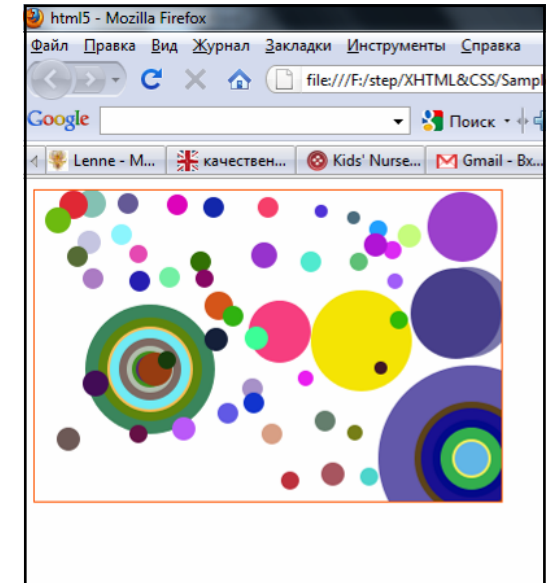 html5 - Mozilla Firefox
Файл Правка Вид Журнал Закладки Инструменты Справка
file:///F:/step/XHTML&CSS/Sampl
Google Поиск
Lenne - M... качествен... Kids' Nurse... Gmail - Вх...